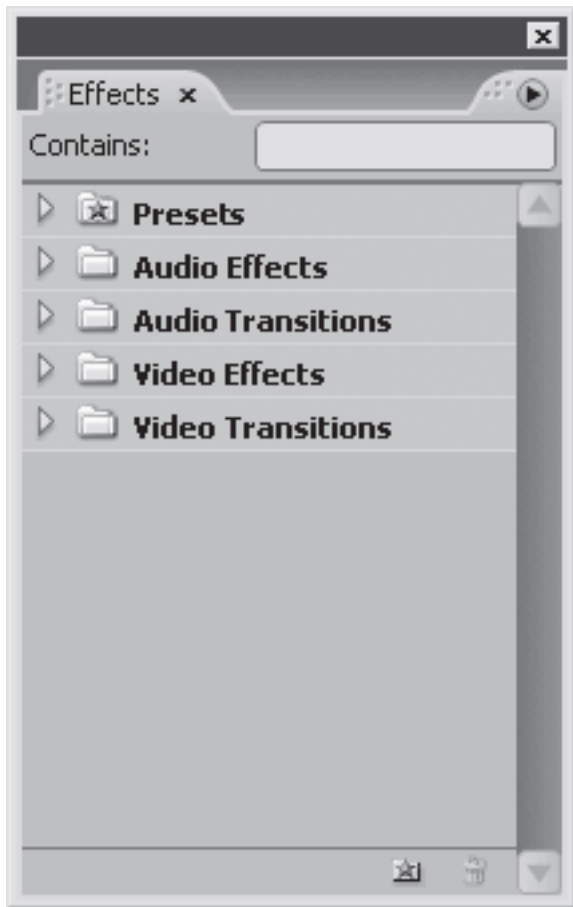 Effects
Contains:
Presets
Audio Effects
Audio Transitions
Video Effects
Video Transitions